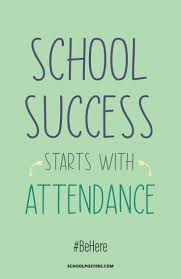 SCHOOL
SUCCESS
STARTS WITH
ATTENDANCE
#BeHere
SCHOOLPOSTERS.COM